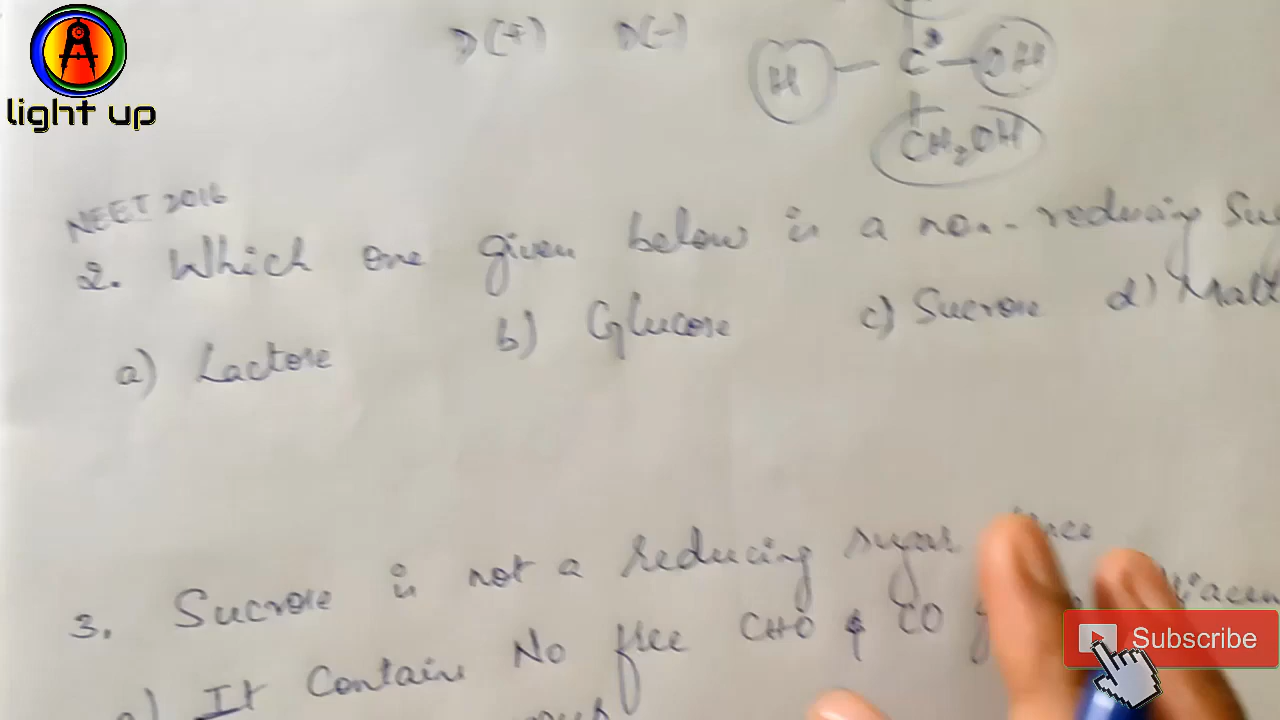 light up
D(+) D(-)
H - C* - OH
CH2OH
NEET 2016
2. Which one given below is a non-reducing
a) Lactose b) Glucose c) Sucrose d)
3. Sucrose is not a reducing sugar
a) It Contains No free CHO & CO
Subscribe